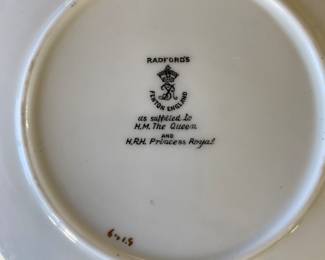 RADFORD'S
FENTON ENGLAND
as supplied to
H.M. The Queen
AND
H.R.H. Princess Royal